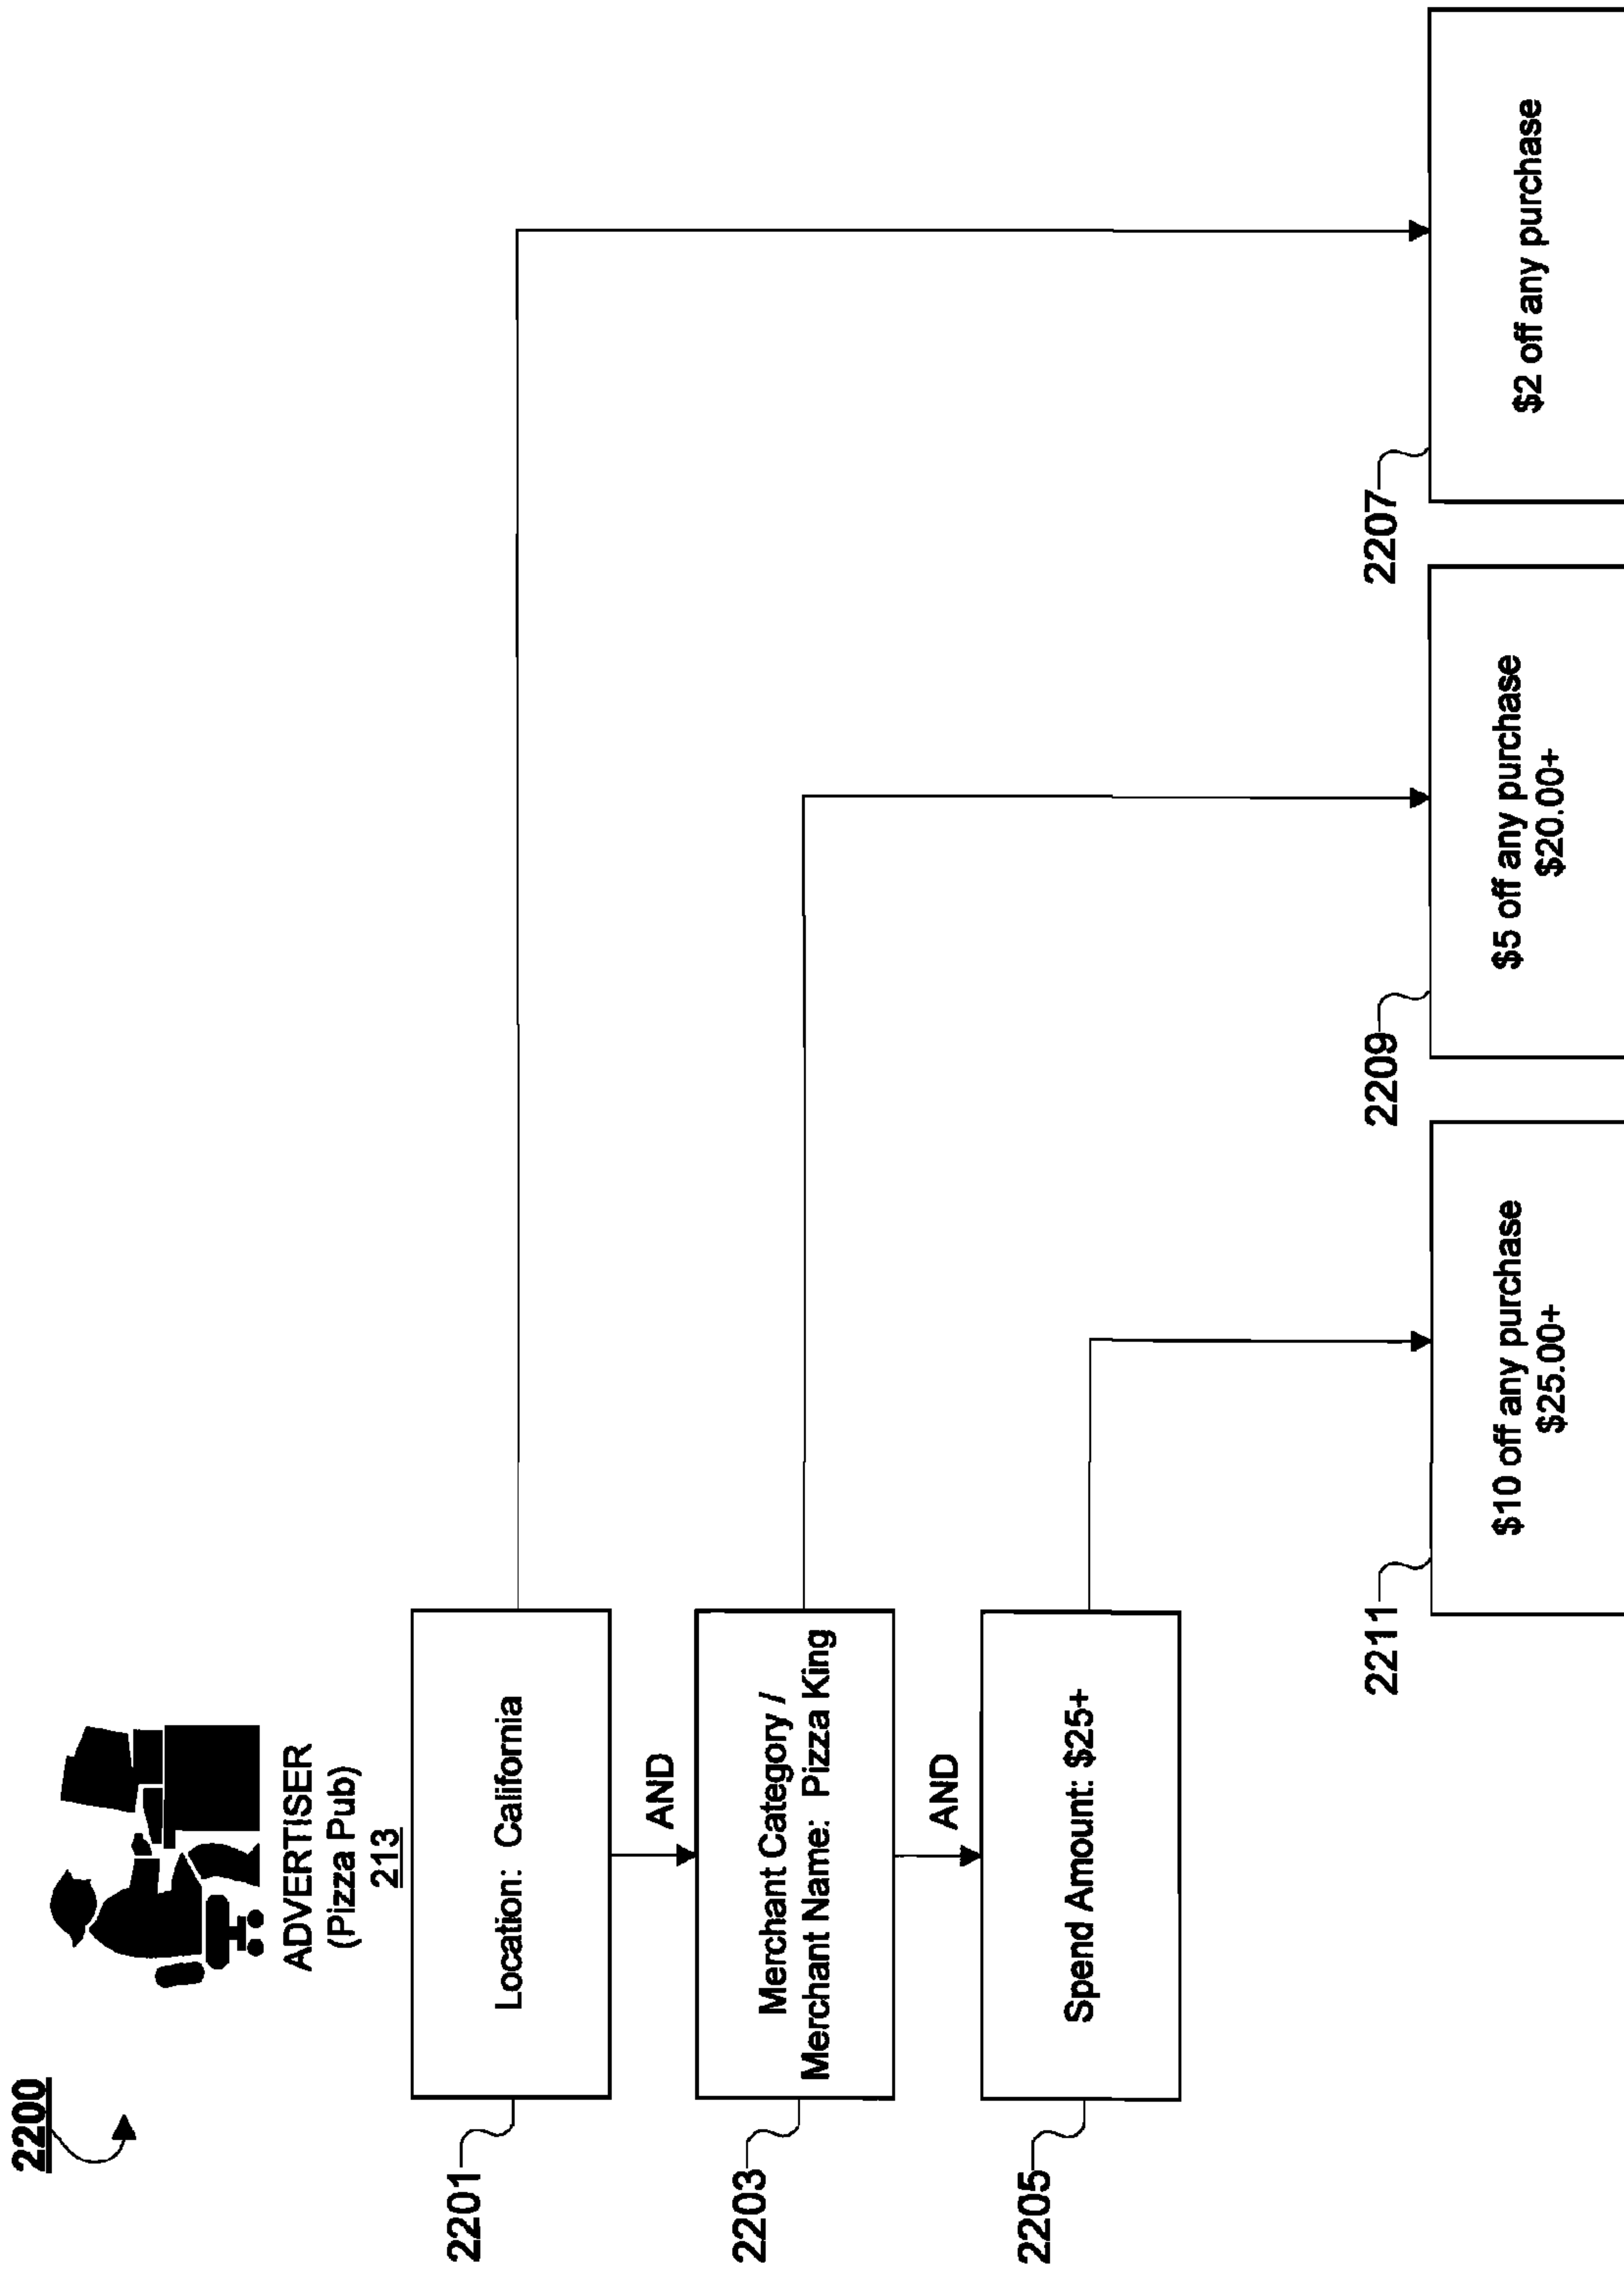 2200
ADVERTISER
(Pizza Pub)
213
2201
Location: California
AND
2203
Merchant Category /
Merchant Name: Pizza King
AND
2205
Spend Amount: $25+
2211
$10 off any purchase
$25.00+
2209
$5 off any purchase
$20.00+
2207
$2 off any purchase